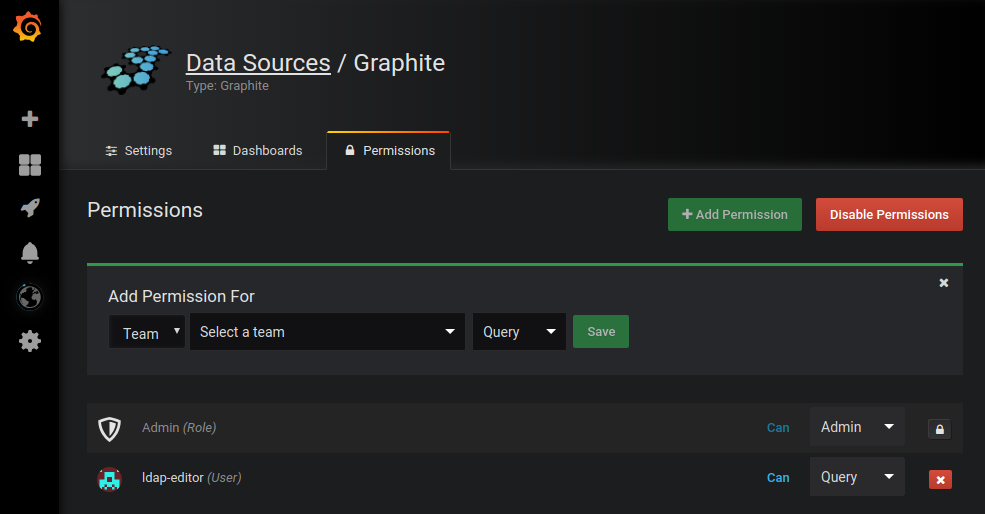 Data Sources / Graphite
Type: Graphite
Settings Dashboards Permissions
Permissions
Add Permission Disable Permissions
Add Permission For
Team Select a team Query Save
Admin (Role) Can Admin
ldap-editor (User) Can Query